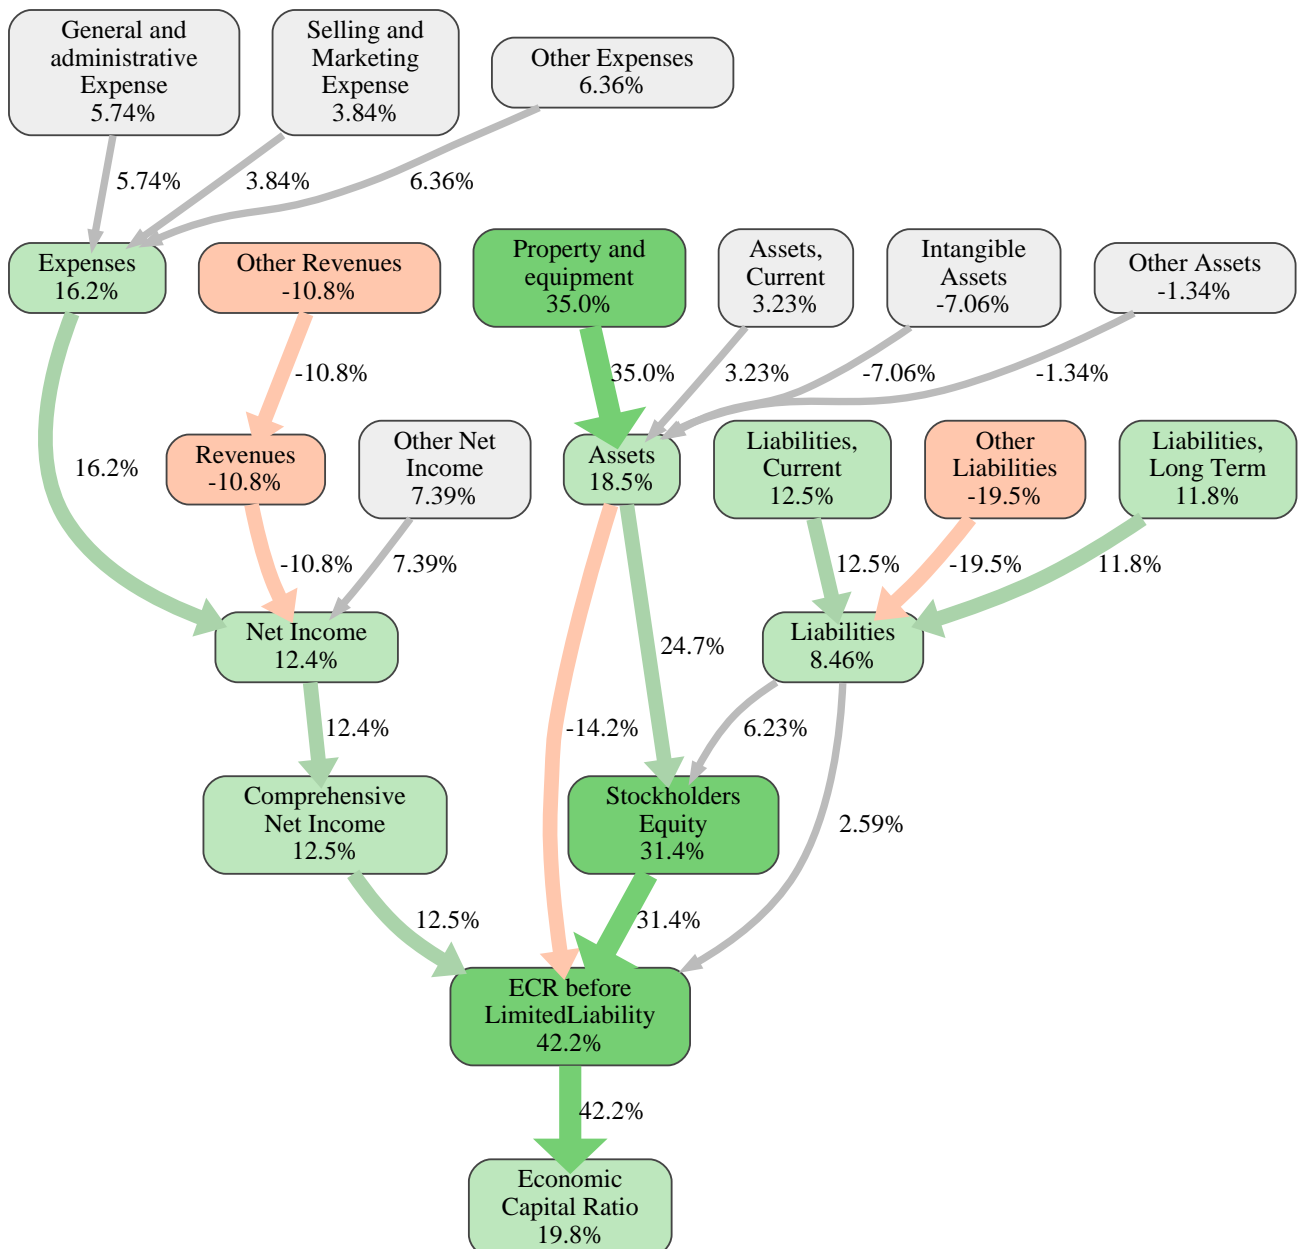 General and
administrative
Expense
5.74%
Selling and
Marketing
Expense
3.84%
Other Expenses
6.36%
5.74%
3.84%
6.36%
Expenses
16.2%
Other Revenues
-10.8%
Property and
equipment
35.0%
Assets,
Current
3.23%
Intangible
Assets
-7.06%
Other Assets
-1.34%
-10.8%
35.0%
3.23%
-7.06%
-1.34%
16.2%
Revenues
-10.8%
Other Net
Income
7.39%
Assets
18.5%
Liabilities,
Current
12.5%
Other
Liabilities
-19.5%
Liabilities,
Long Term
11.8%
-10.8%
7.39%
12.5%
-19.5%
11.8%
Net Income
12.4%
24.7%
Liabilities
8.46%
12.4%
-14.2%
6.23%
Comprehensive
Net Income
12.5%
Stockholders
Equity
31.4%
2.59%
12.5%
31.4%
ECR before
LimitedLiability
42.2%
42.2%
Economic
Capital Ratio
19.8%